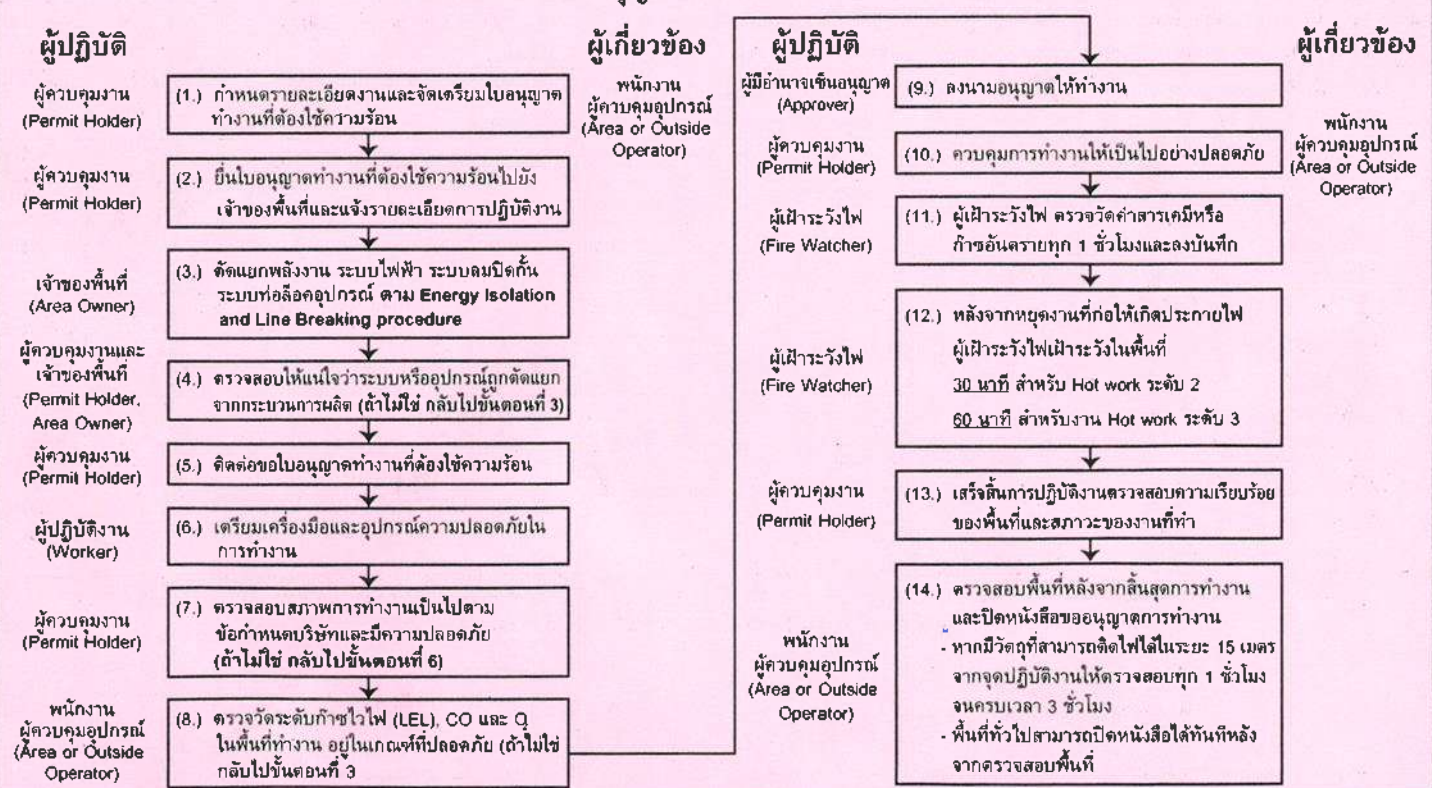 ผู้ปฏิบัติ
ผู้เกี่ยวข้อง
ผู้ควบคุมงาน
(Permit Holder)
(1.) กำหนดรายละเอียดงานและจัดเตรียมใบอนุญาต
ทำงานที่ต้องใช้ความร้อน
พนักงาน
ผู้ควบคุมอุปกรณ์
(Area or Outside
Operator)
ผู้ควบคุมงาน
(Permit Holder)
(2.) ยื่นใบอนุญาตทำงานที่ต้องใช้ความร้อนไปยัง
เจ้าของพื้นที่และแจ้งรายละเอียดการปฏิบัติงาน
เจ้าของพื้นที่
(Area Owner)
(3.) ตัดแยกพลังงาน ระบบไฟฟ้า ระบบลมปิดกั้น
ระบบท่อล็อคอุปกรณ์ ตาม Energy Isolation
and Line Breaking procedure
ผู้ควบคุมงานและ
เจ้าของพื้นที่
(Permit Holder,
Area Owner)
(4.) ตรวจสอบให้แน่ใจว่าระบบหรืออุปกรณ์ถูกตัดแยก
จากกระบวนการผลิต (ถ้าไม่ใช่ กลับไปขั้นตอนที่ 3)
ผู้ควบคุมงาน
(Permit Holder)
(5.) ติดต่อขอใบอนุญาตทำงานที่ต้องใช้ความร้อน
ผู้ปฏิบัติงาน
(Worker)
(6.) เตรียมเครื่องมือและอุปกรณ์ความปลอดภัยใน
การทำงาน
ผู้ควบคุมงาน
(Permit Holder)
(7.) ตรวจสอบสภาพการทำงานเป็นไปตาม
ข้อกำหนดบริษัทและมีความปลอดภัย
(ถ้าไม่ใช่ กลับไปขั้นตอนที่ 6)
พนักงาน
ผู้ควบคุมอุปกรณ์
(Area or Outside
Operator)
(8.) ตรวจวัดระดับก๊าซไวไฟ (LEL), CO และ O
ในพื้นที่ทำงาน อยู่ในเกณฑ์ที่ปลอดภัย (ถ้าไม่ใช่
กลับไปขั้นตอนที่ 3
ผู้ปฏิบัติ
ผู้เกี่ยวข้อง
ผู้มีอำนาจเซ็นอนุญาต
(Approver)
(9.) ลงนามอนุญาตให้ทำงาน
พนักงาน
ผู้ควบคุมอุปกรณ์
(Area or Outside
Operator)
ผู้ควบคุมงาน
(Permit Holder)
(10.) ควบคุมการทำงานให้เป็นไปอย่างปลอดภัย
ผู้เฝ้าระวังไฟ
(Fire Watcher)
(11.) ผู้เฝ้าระวังไฟ ตรวจวัดค่าสารเคมีหรือ
ก๊าซอันตรายทุก 1 ชั่วโมงและลงบันทึก
ผู้เฝ้าระวังไฟ
(Fire Watcher)
(12.) หลังจากหยุดงานที่ก่อให้เกิดประกายไฟ
ผู้เฝ้าระวังไฟเฝ้าระวังในพื้นที่
30 นาที สำหรับ Hot work ระดับ 2
60 นาที สำหรับงาน Hot work ระดับ 3
ผู้ควบคุมงาน
(Permit Holder)
(13.) เสร็จสิ้นการปฏิบัติงานตรวจสอบความเรียบร้อย
ของพื้นที่และสภาวะของงานที่ทำ
พนักงาน
ผู้ควบคุมอุปกรณ์
(Area or Outside
Operator)
(14.) ตรวจสอบพื้นที่หลังจากสิ้นสุดการทำงาน
และปิดหนังสือขออนุญาตการทำงาน
- หากมีวัตถุที่สามารถติดไฟได้ในระยะ 15 เมตร
จากจุดปฏิบัติงานให้ตรวจสอบทุก 1 ชั่วโมง
จนครบเวลา 3 ชั่วโมง
- พื้นที่ทั่วไปสามารถปิดหนังสือได้ทันทีหลัง
จากตรวจสอบพื้นที่